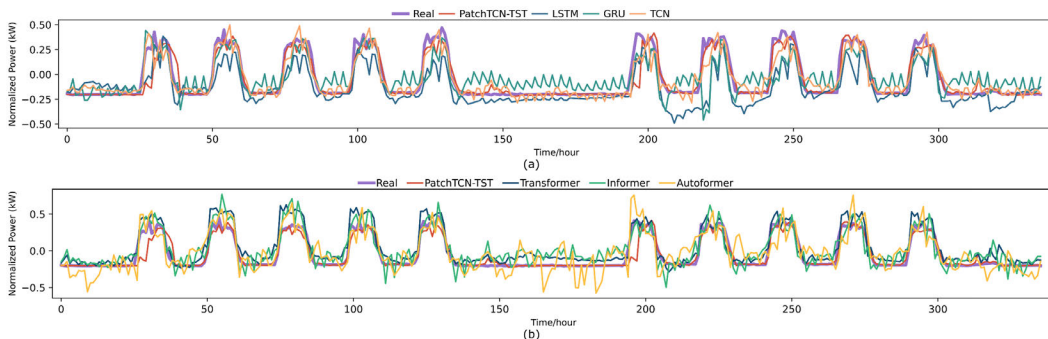 Real PatchTCN-TST LSTM GRU TCN
Normalized Power (kW)
0.50
0.25
0.00
−0.25
−0.50
0 50 100 150 200 250 300
Time/hour
(a)
Real PatchTCN-TST Transformer Informer Autoformer
Normalized Power (kW)
0.5
0.0
−0.5
0 50 100 150 200 250 300
Time/hour
(b)